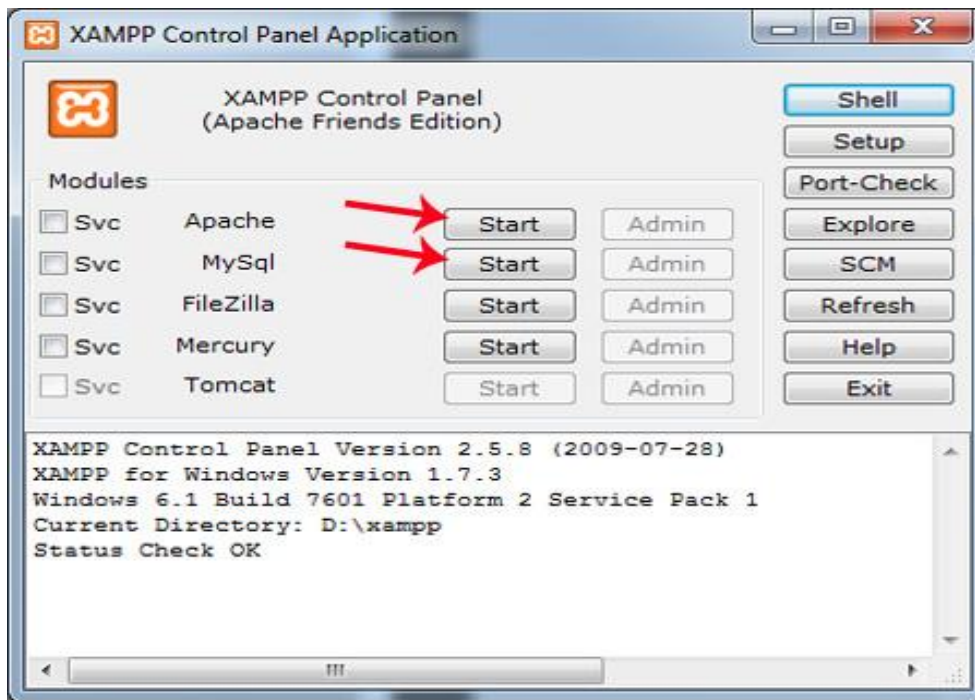 XAMPP Control Panel Application
XAMPP Control Panel
(Apache Friends Edition)
Shell
Setup
Port-Check
Modules
Svc Apache Start Admin Explore
Svc MySql Start Admin SCM
Svc FileZilla Start Admin Refresh
Svc Mercury Start Admin Help
Svc Tomcat Start Admin Exit
XAMPP Control Panel Version 2.5.8 (2009-07-28)
XAMPP for Windows Version 1.7.3
Windows 6.1 Build 7601 Platform 2 Service Pack 1
Current Directory: D:\xampp
Status Check OK